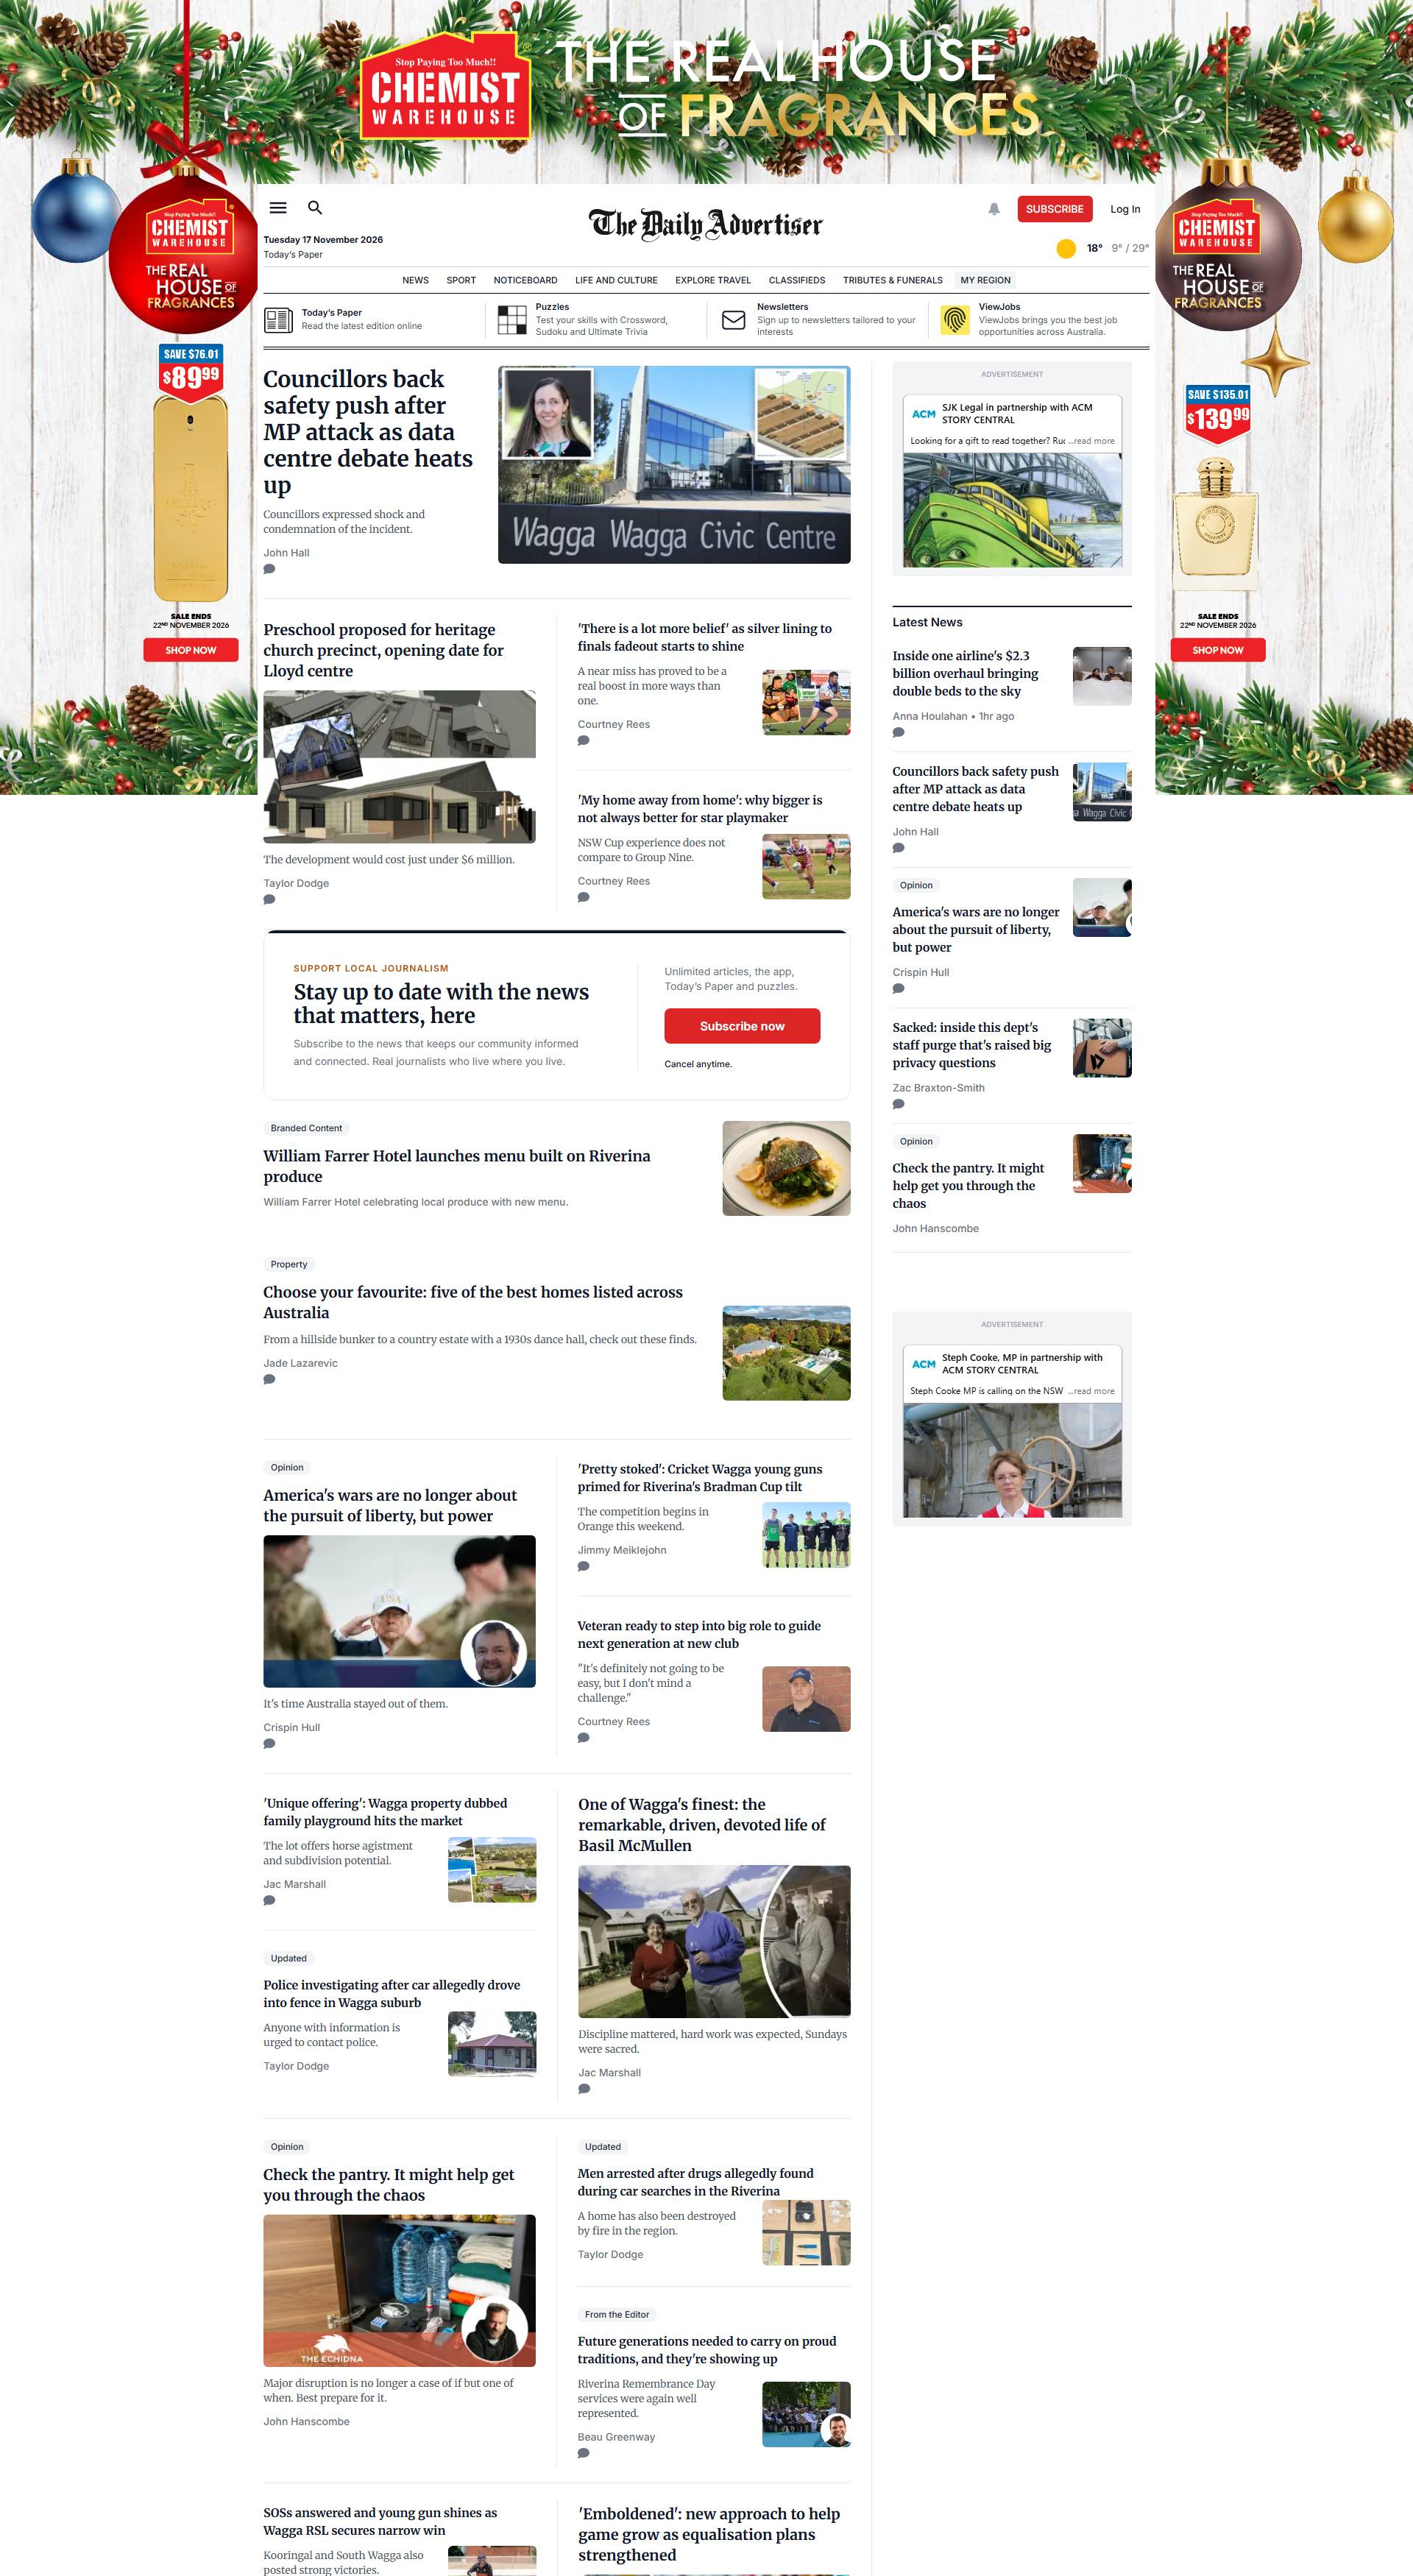 Stop Paying Too Much!!
CHEMIST
WAREHOUSE
®
THE REAL HOUSE
OF FRAGRANCES
Stop Paying Too Much!!
CHEMIST
WAREHOUSE
THE REAL
HOUSE OF
FRAGRANCES
SAVE $76.01
$8999
SALE ENDS
22ND NOVEMBER 2026
SHOP NOW
Stop Paying Too Much!!
CHEMIST
WAREHOUSE
THE REAL
HOUSE OF
FRAGRANCES
SAVE $135.01
$13999
SALE ENDS
22ND NOVEMBER 2026
SHOP NOW
The Daily Advertiser
SUBSCRIBE
Log In
Tuesday 17 November 2026
Today's Paper
18° 9° / 29°
NEWS SPORT NOTICEBOARD LIFE AND CULTURE EXPLORE TRAVEL CLASSIFIEDS TRIBUTES & FUNERALS MY REGION
Today's Paper
Read the latest edition online
Puzzles
Test your skills with Crossword,
Sudoku and Ultimate Trivia
Newsletters
Sign up to newsletters tailored to your
interests
ViewJobs
ViewJobs brings you the best job
opportunities across Australia.
Councillors back
safety push after
MP attack as data
centre debate heats
up
Councillors expressed shock and
condemnation of the incident.
John Hall
Wagga Wagga Civic Centre
Preschool proposed for heritage
church precinct, opening date for
Lloyd centre
The development would cost just under $6 million.
Taylor Dodge
'There is a lot more belief' as silver lining to
finals fadeout starts to shine
A near miss has proved to be a
real boost in more ways than
one.
Courtney Rees
'My home away from home': why bigger is
not always better for star playmaker
NSW Cup experience does not
compare to Group Nine.
Courtney Rees
SUPPORT LOCAL JOURNALISM
Stay up to date with the news
that matters, here
Subscribe to the news that keeps our community informed
and connected. Real journalists who live where you live.
Unlimited articles, the app,
Today's Paper and puzzles.
Subscribe now
Cancel anytime.
Branded Content
William Farrer Hotel launches menu built on Riverina
produce
William Farrer Hotel celebrating local produce with new menu.
Property
Choose your favourite: five of the best homes listed across
Australia
From a hillside bunker to a country estate with a 1930s dance hall, check out these finds.
Jade Lazarevic
Opinion
America's wars are no longer about
the pursuit of liberty, but power
USA
It's time Australia stayed out of them.
Crispin Hull
'Pretty stoked': Cricket Wagga young guns
primed for Riverina's Bradman Cup tilt
The competition begins in
Orange this weekend.
Jimmy Meiklejohn
Veteran ready to step into big role to guide
next generation at new club
"It's definitely not going to be
easy, but I don't mind a
challenge."
Courtney Rees
'Unique offering': Wagga property dubbed
family playground hits the market
The lot offers horse agistment
and subdivision potential.
Jac Marshall
Updated
Police investigating after car allegedly drove
into fence in Wagga suburb
Anyone with information is
urged to contact police.
Taylor Dodge
One of Wagga's finest: the
remarkable, driven, devoted life of
Basil McMullen
Discipline mattered, hard work was expected, Sundays
were sacred.
Jac Marshall
Opinion
Check the pantry. It might help get
you through the chaos
THE ECHIDNA
Major disruption is no longer a case of if but one of
when. Best prepare for it.
John Hanscombe
Updated
Men arrested after drugs allegedly found
during car searches in the Riverina
A home has also been destroyed
by fire in the region.
Taylor Dodge
From the Editor
Future generations needed to carry on proud
traditions, and they're showing up
Riverina Remembrance Day
services were again well
represented.
Beau Greenway
SOSs answered and young gun shines as
Wagga RSL secures narrow win
Kooringal and South Wagga also
posted strong victories.
'Emboldened': new approach to help
game grow as equalisation plans
strengthened
ADVERTISEMENT
ACM
SJK Legal in partnership with ACM
STORY CENTRAL
Looking for a gift to read together? Ruc ...read more
Latest News
Inside one airline's $2.3
billion overhaul bringing
double beds to the sky
Anna Houlahan • 1hr ago
Councillors back safety push
after MP attack as data
centre debate heats up
John Hall
Wagga Civic
Opinion
America's wars are no longer
about the pursuit of liberty,
but power
Crispin Hull
Sacked: inside this dept's
staff purge that's raised big
privacy questions
Zac Braxton-Smith
Opinion
Check the pantry. It might
help get you through the
chaos
John Hanscombe
ADVERTISEMENT
ACM
Steph Cooke, MP in partnership with
ACM STORY CENTRAL
Steph Cooke MP is calling on the NSW ...read more